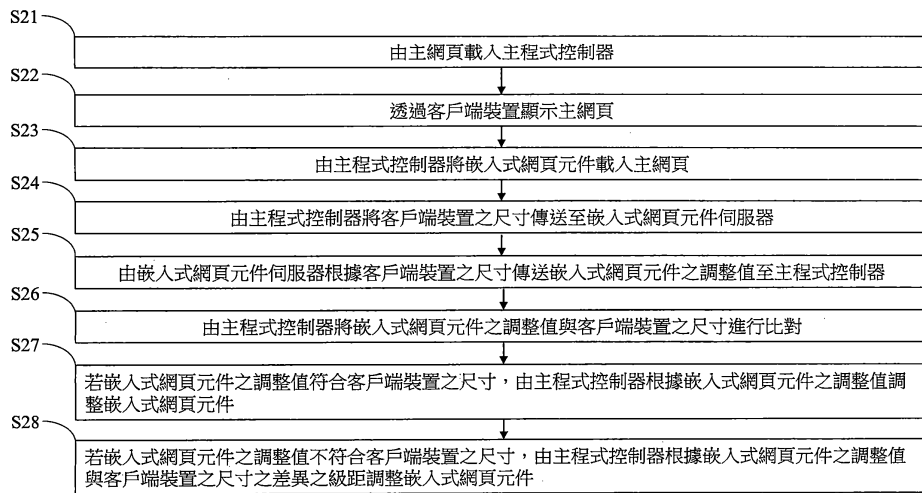 S21
由主網頁載入主程式控制器
S22
透過客戶端裝置顯示主網頁
S23
由主程式控制器將嵌入式網頁元件載入主網頁
S24
由主程式控制器將客戶端裝置之尺寸傳送至嵌入式網頁元件伺服器
S25
由嵌入式網頁元件伺服器根據客戶端裝置之尺寸傳送嵌入式網頁元件之調整值至主程式控制器
S26
由主程式控制器將嵌入式網頁元件之調整值與客戶端裝置之尺寸進行比對
S27
若嵌入式網頁元件之調整值符合客戶端裝置之尺寸，由主程式控制器根據嵌入式網頁元件之調整值調
整嵌入式網頁元件
S28
若嵌入式網頁元件之調整值不符合客戶端裝置之尺寸，由主程式控制器根據嵌入式網頁元件之調整值
與客戶端裝置之尺寸之差異之級距調整嵌入式網頁元件